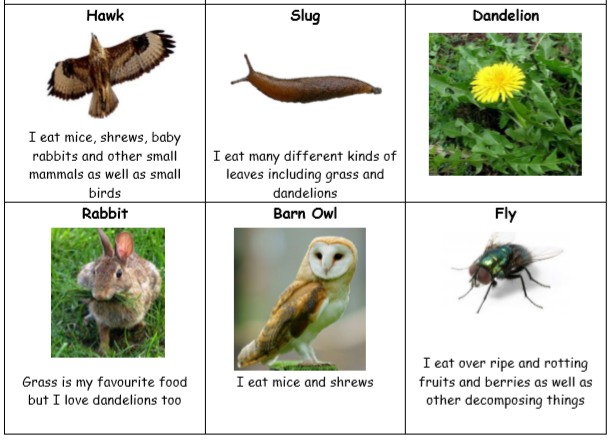 Hawk
I eat mice, shrews, baby
rabbits and other small
mammals as well as small
birds
Slug
I eat many different kinds of
leaves including grass and
dandelions
Dandelion
Rabbit
Grass is my favourite food
but I love dandelions too
Barn Owl
I eat mice and shrews
Fly
I eat over ripe and rotting
fruits and berries as well as
other decomposing things